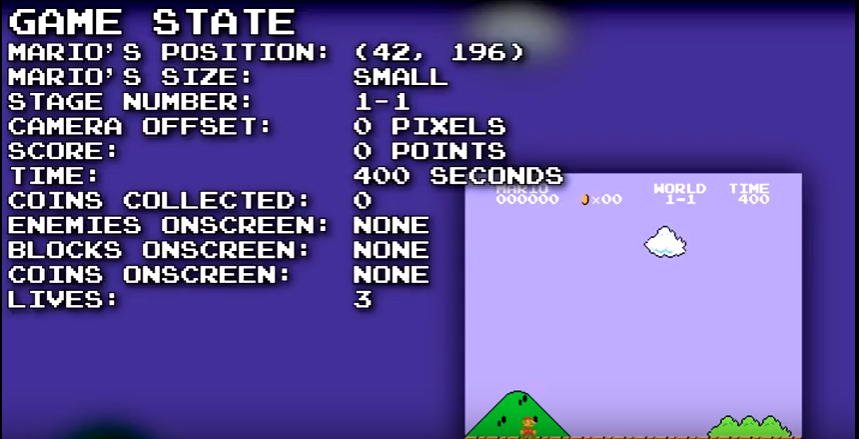 GAME STATE
MARIO'S POSITION: (42, 196)
MARIO'S SIZE: SMALL
STAGE NUMBER: 1-1
CAMERA OFFSET: 0 PIXELS
SCORE: 0 POINTS
TIME: 400 SECONDS
COINS COLLECTED: 0
ENEMIES ONSCREEN: NONE
BLOCKS ONSCREEN: NONE
COINS ONSCREEN: NONE
LIVES: 3
MARIO WORLD TIME
000000 ×00 1-1 400